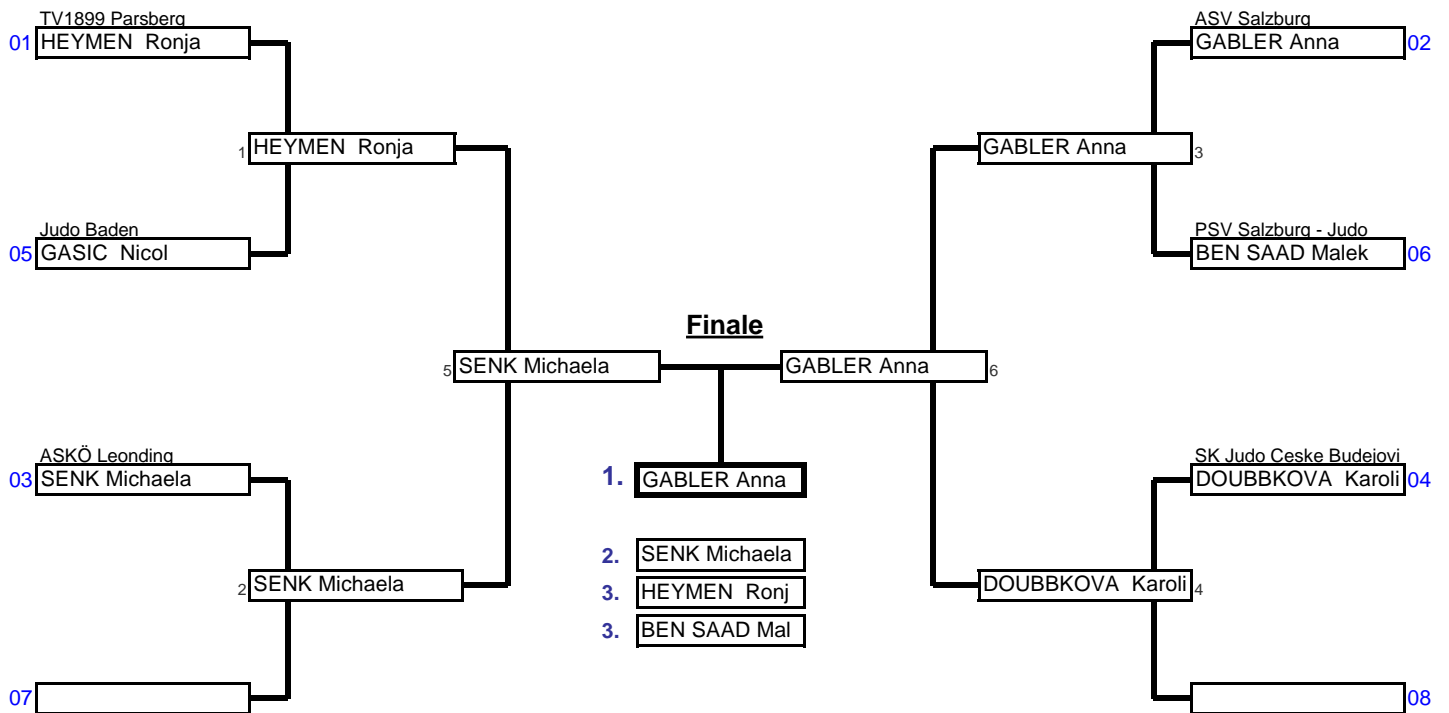 TV1899 Parsberg
01 HEYMEN  Ronja
ASV Salzburg
GABLER Anna 02
1 HEYMEN  Ronja
GABLER Anna 3
Judo Baden
05 GASIC  Nicol
PSV Salzburg - Judo
BEN SAAD Malek 06
Finale
5 SENK Michaela
GABLER Anna 6
ASKÖ Leonding
03 SENK Michaela
1. GABLER Anna
SK Judo Ceske Budejovi
DOUBBKOVA  Karoli 04
2. SENK Michaela
2 SENK Michaela
3. HEYMEN  Ronj
DOUBBKOVA  Karoli 4
3. BEN SAAD Mal
07
08